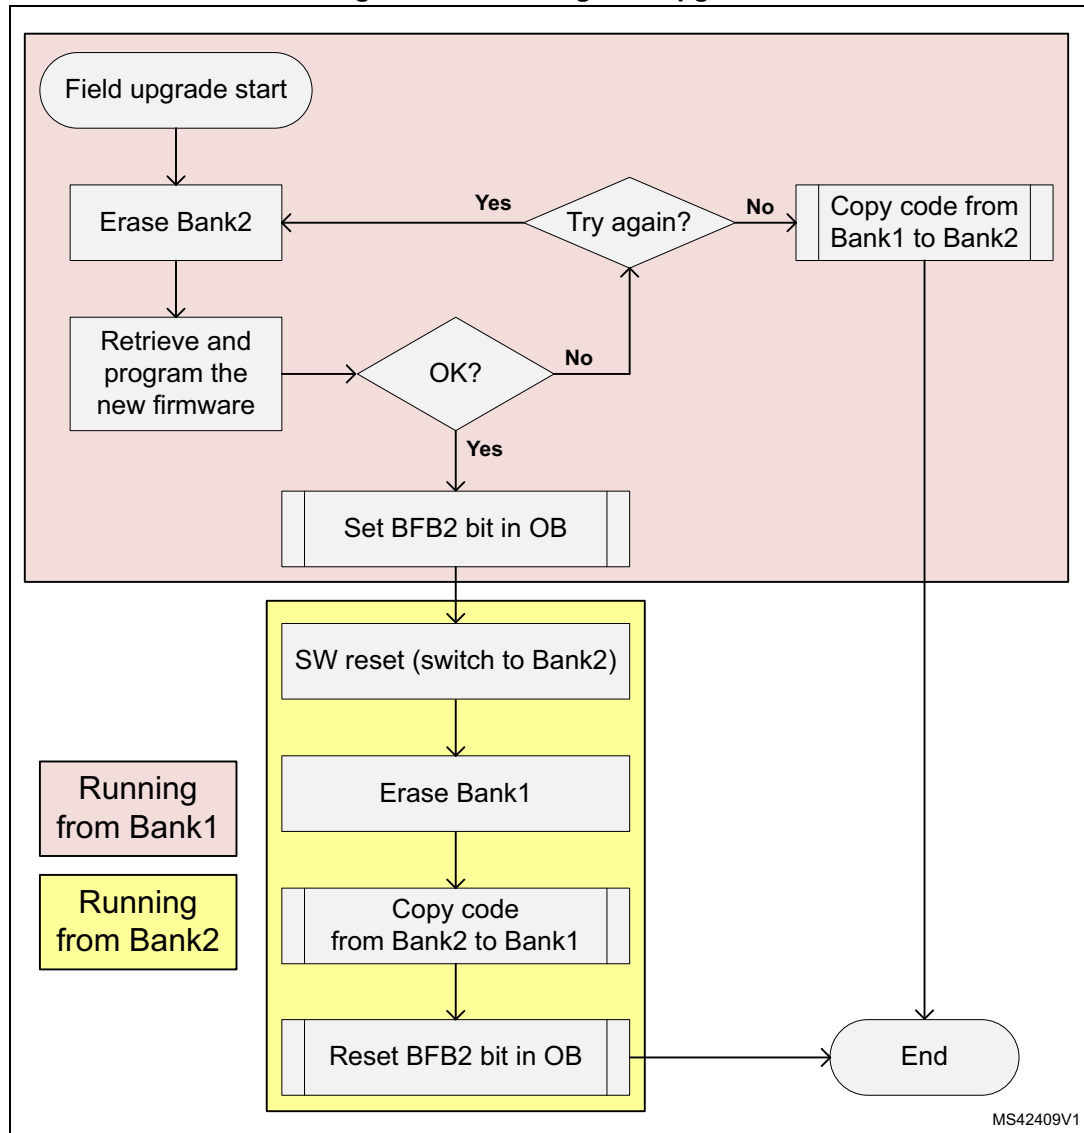 Field upgrade start
Erase Bank2
Yes
Try again?
No
Copy code from
Bank1 to Bank2
Retrieve and
program the
new firmware
OK?
No
Yes
Set BFB2 bit in OB
SW reset (switch to Bank2)
Erase Bank1
Running
from Bank1
Copy code
from Bank2 to Bank1
Running
from Bank2
Reset BFB2 bit in OB
End
MS42409V1